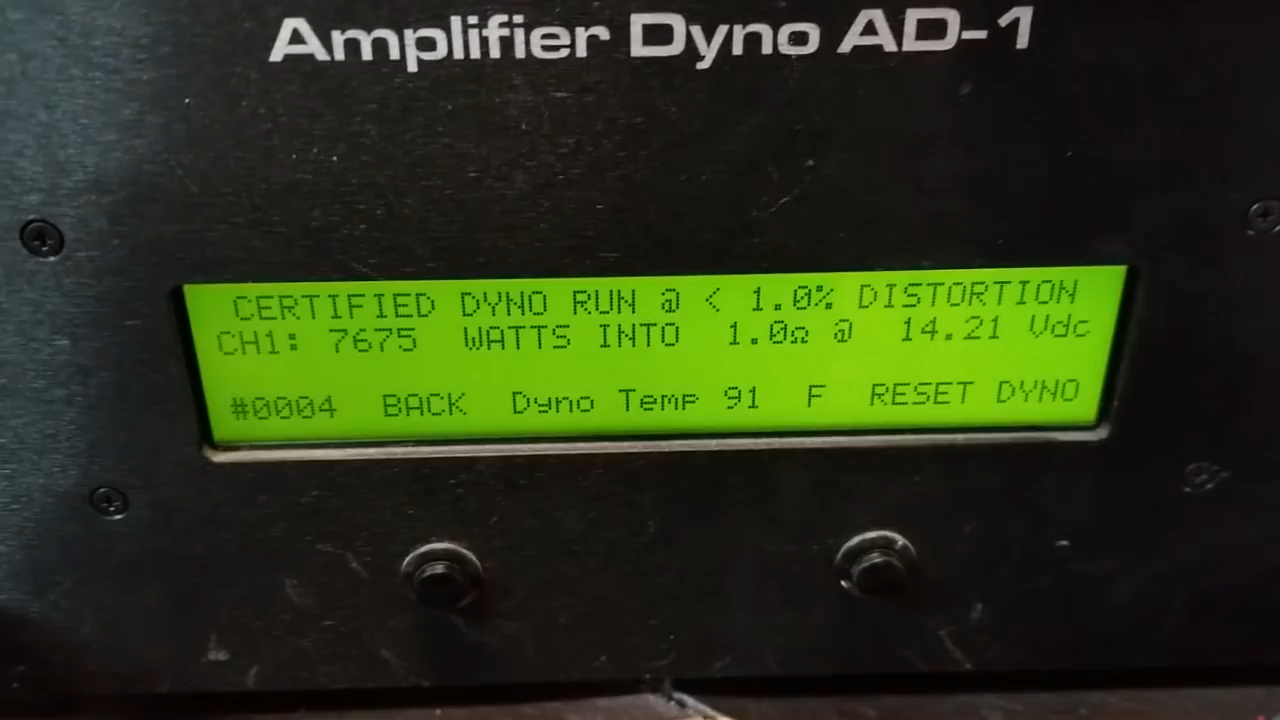 Amplifier Dyno AD-1
CERTIFIED DYNO RUN @ < 1.0% DISTORTION
CH1: 7675 WATTS INTO 1.0Ω @ 14.21 Vdc
#0004 BACK Dyno Temp 91 F RESET DYNO